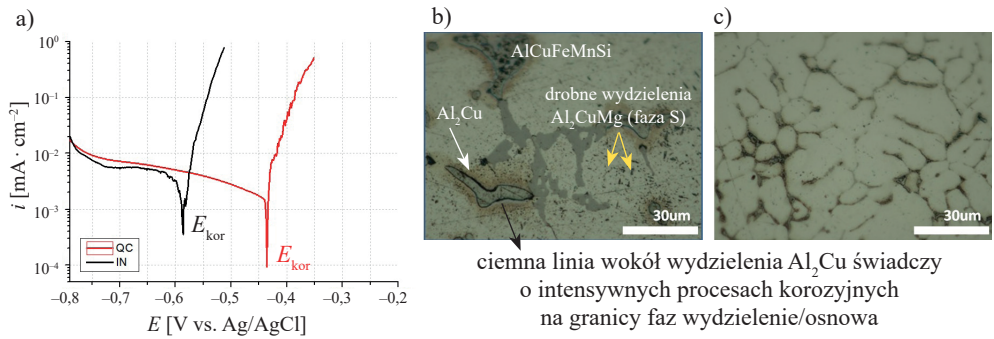 a)
10⁰
10⁻¹
10⁻²
10⁻³
10⁻⁴
i [mA· cm⁻²]
E_kor
E_kor
QC
IN
–0,8 –0,7 –0,6 –0,5 –0,4 –0,3 –0,2
E [V vs. Ag/AgCl]
b)
AlCuFeMnSi
drobne wydzielenia
Al₂CuMg (faza S)
Al₂Cu
30um
c)
30um
ciemna linia wokół wydzielenia Al₂Cu świadczy
o intensywnych procesach korozyjnych
na granicy faz wydzielenie/osnowa